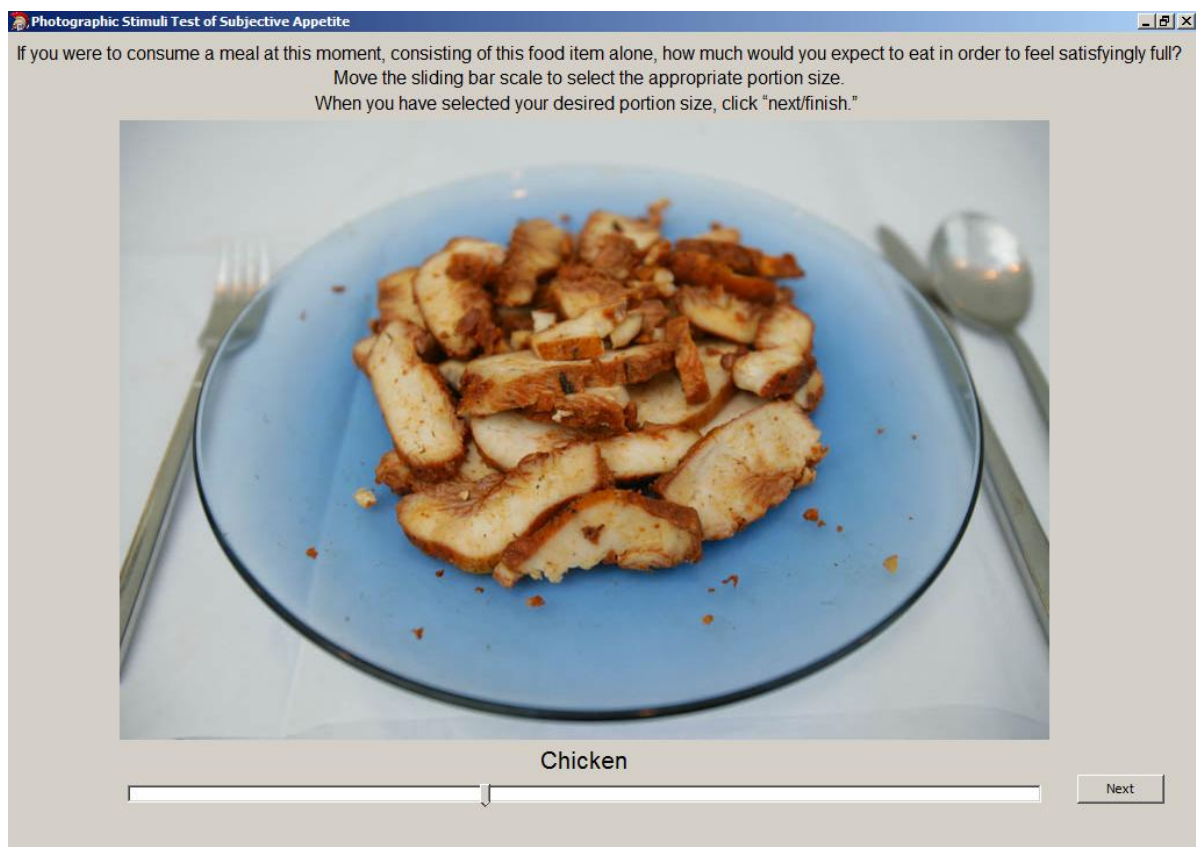 Photographic Stimuli Test of Subjective Appetite
If you were to consume a meal at this moment, consisting of this food item alone, how much would you expect to eat in order to feel satisfyingly full?
Move the sliding bar scale to select the appropriate portion size.
When you have selected your desired portion size, click “next/finish.”
Chicken
Next